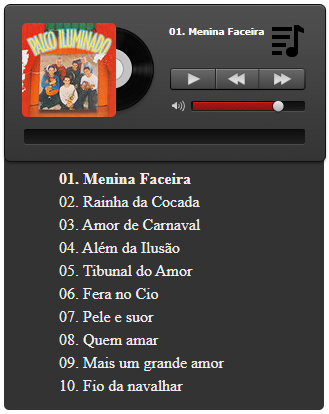 PALCO ILUMINADO
01. Menina Faceira
01. Menina Faceira
02. Rainha da Cocada
03. Amor de Carnaval
04. Além da Ilusão
05. Tibunal do Amor
06. Fera no Cio
07. Pele e suor
08. Quem amar
09. Mais um grande amor
10. Fio da navalhar